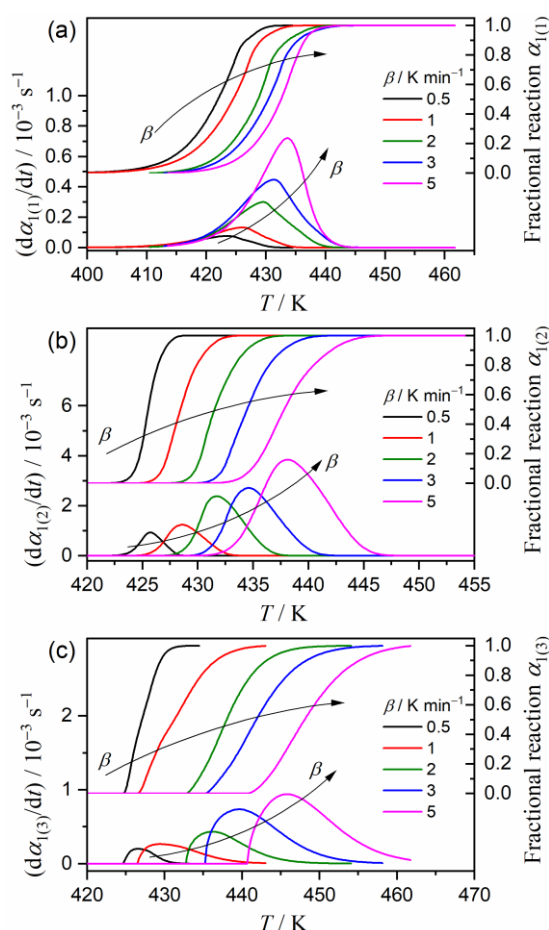 (a)
(dα1(1)/dt) / 10⁻³ s⁻¹
1.0
0.8
0.6
0.4
0.2
0.0
β
β
β / K min⁻¹
0.5
1
2
3
5
1.0
0.8
0.6
0.4
0.2
0.0
Fractional reaction α1(1)
400 410 420 430 440 450 460
T / K
(b)
(dα1(2)/dt) / 10⁻³ s⁻¹
6
4
2
0
β
β
β / K min⁻¹
0.5
1
2
3
5
1.0
0.8
0.6
0.4
0.2
0.0
Fractional reaction α1(2)
420 425 430 435 440 445 450 455
T / K
(c)
(dα1(3)/dt) / 10⁻³ s⁻¹
2
1
0
β
β
β / K min⁻¹
0.5
1
2
3
5
1.0
0.8
0.6
0.4
0.2
0.0
Fractional reaction α1(3)
420 430 440 450 460 470
T / K